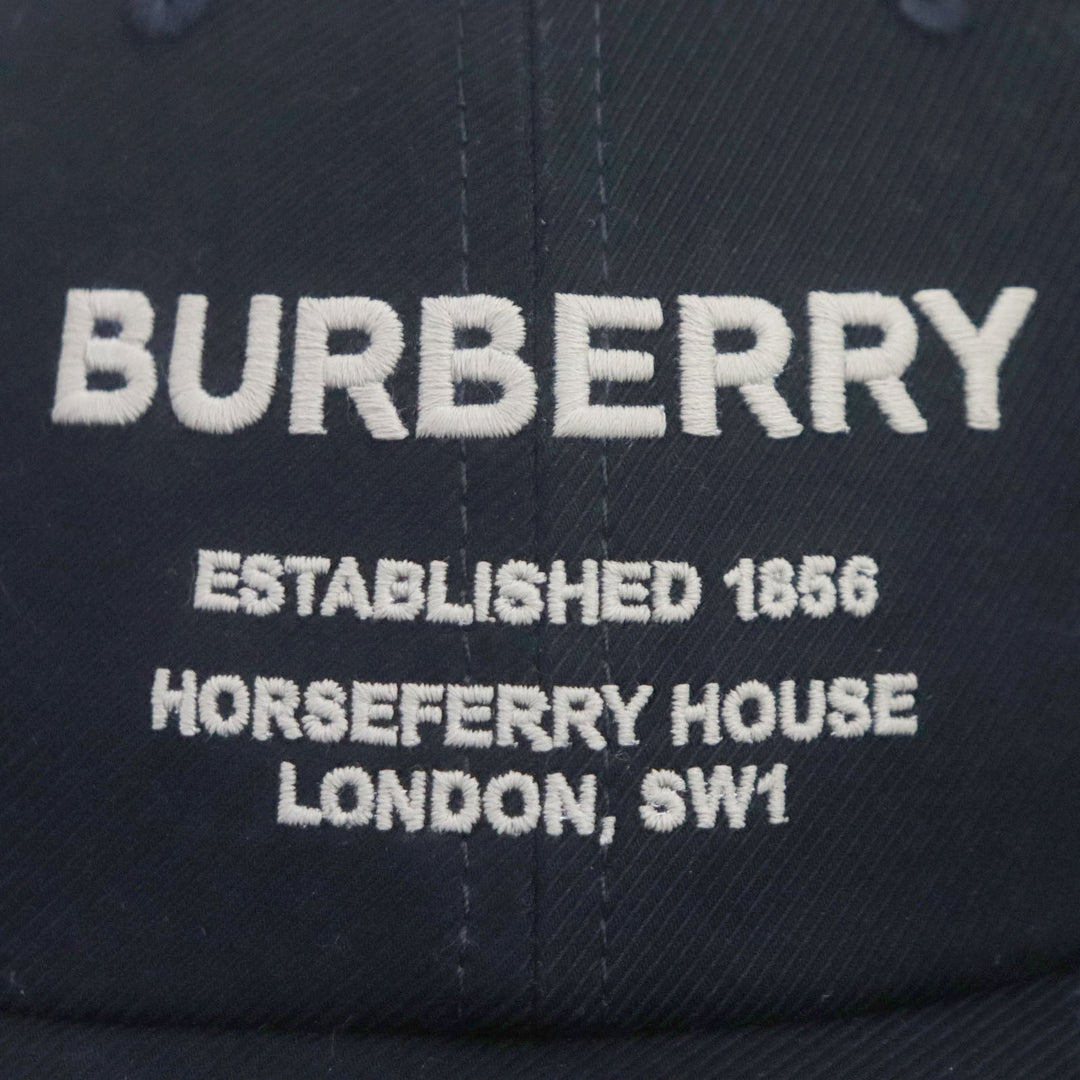 BURBERRY
ESTABLISHED 1856
HORSEFERRY HOUSE
LONDON, SW1